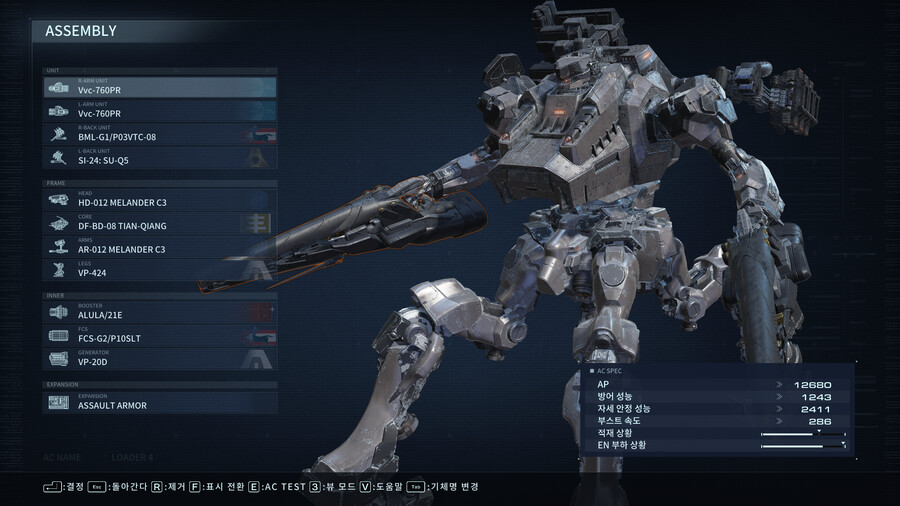 ASSEMBLY
UNIT
R-ARM UNIT
Vvc-760PR
L-ARM UNIT
Vvc-760PR
R-BACK UNIT
BML-G1/P03VTC-08
L-BACK UNIT
SI-24: SU-Q5
FRAME
HEAD
HD-012 MELANDER C3
CORE
DF-BD-08 TIAN-QIANG
ARMS
AR-012 MELANDER C3
LEGS
VP-424
INNER
BOOSTER
ALULA/21E
FCS
FCS-G2/P10SLT
GENERATOR
VP-20D
EXPANSION
EXPANSION
ASSAULT ARMOR
AC NAME : LOADER 4
AC SPEC
AP 12680
방어 성능 1243
자세 안정 성능 2411
부스트 속도 286
적재 상황
EN 부하 상황
:결정 Esc:돌아간다 R:제거 F:표시 전환 E:AC TEST 3:뷰 모드 V:도움말 Tab:기체명 변경